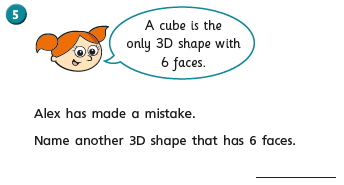 5
A cube is the
only 3D shape with
6 faces.
Alex has made a mistake.
Name another 3D shape that has 6 faces.